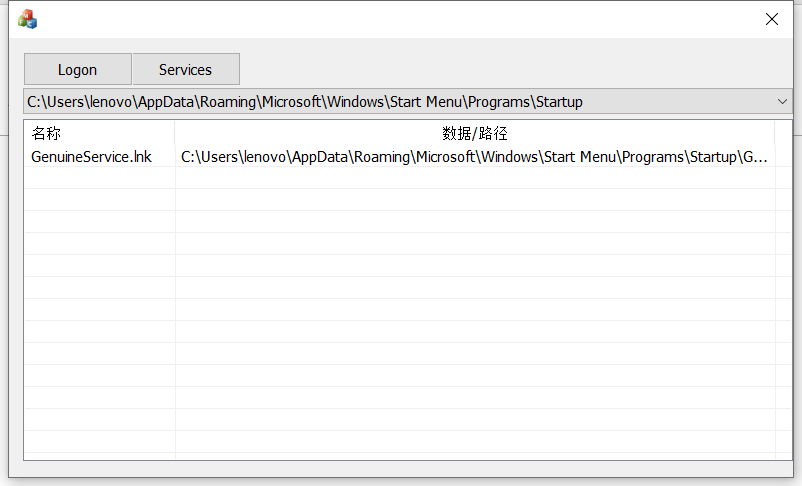 Logon Services
C:\Users\lenovo\AppData\Roaming\Microsoft\Windows\Start Menu\Programs\Startup
名称 数据/路径
GenuineService.lnk C:\Users\lenovo\AppData\Roaming\Microsoft\Windows\Start Menu\Programs\Startup\G...